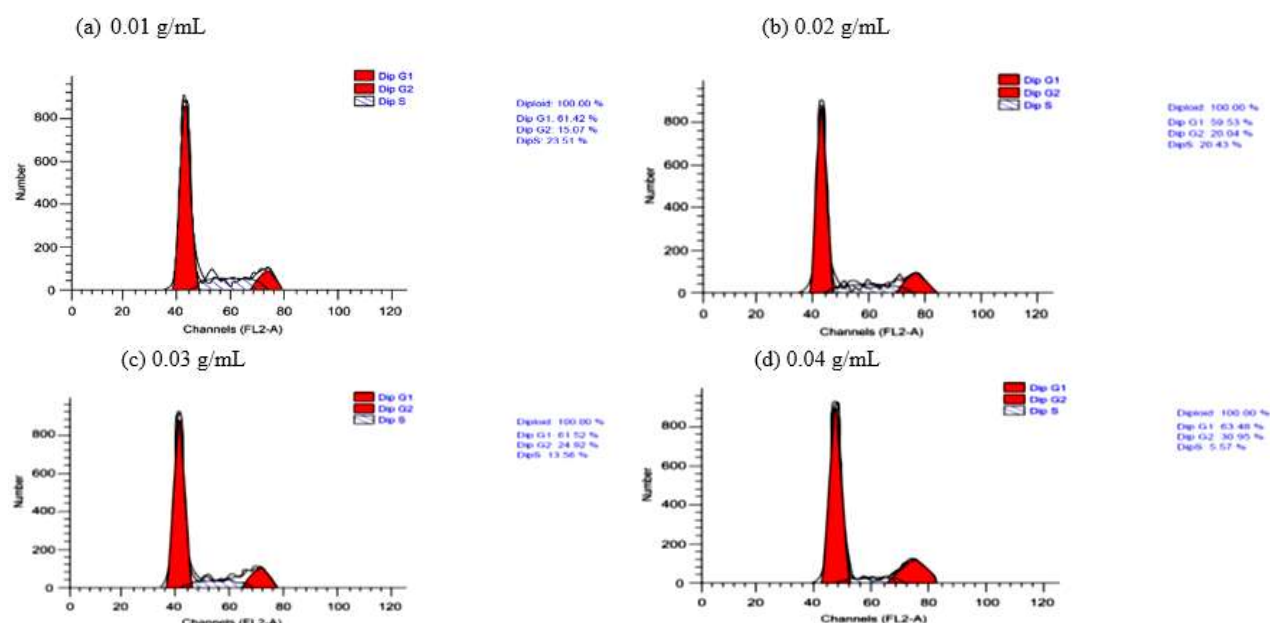 (a) 0.01 g/mL
Dip G1
Dip G2
Dip S
Diploid: 100.00 %
Dip G1: 61.42 %
Dip G2: 15.07 %
DipS: 23.51 %
Number
800
600
400
200
0
0 20 40 60 80 100 120
Channels (FL2-A)
(b) 0.02 g/mL
Dip G1
Dip G2
Dip S
Diploid: 100.00 %
Dip G1: 59.53 %
Dip G2: 20.04 %
DipS: 20.43 %
Number
800
600
400
200
0
0 20 40 60 80 100 120
Channels (FL2-A)
(c) 0.03 g/mL
Dip G1
Dip G2
Dip S
Diploid: 100.00 %
Dip G1: 61.52 %
Dip G2: 24.92 %
DipS: 13.56 %
Number
800
600
400
200
0
0 20 40 60 80 100 120
Channels (FL2-A)
(d) 0.04 g/mL
Dip G1
Dip G2
Dip S
Diploid: 100.00 %
Dip G1: 63.48 %
Dip G2: 30.95 %
DipS: 5.57 %
Number
800
600
400
200
0
0 20 40 60 80 100 120
Channels (FL2-A)